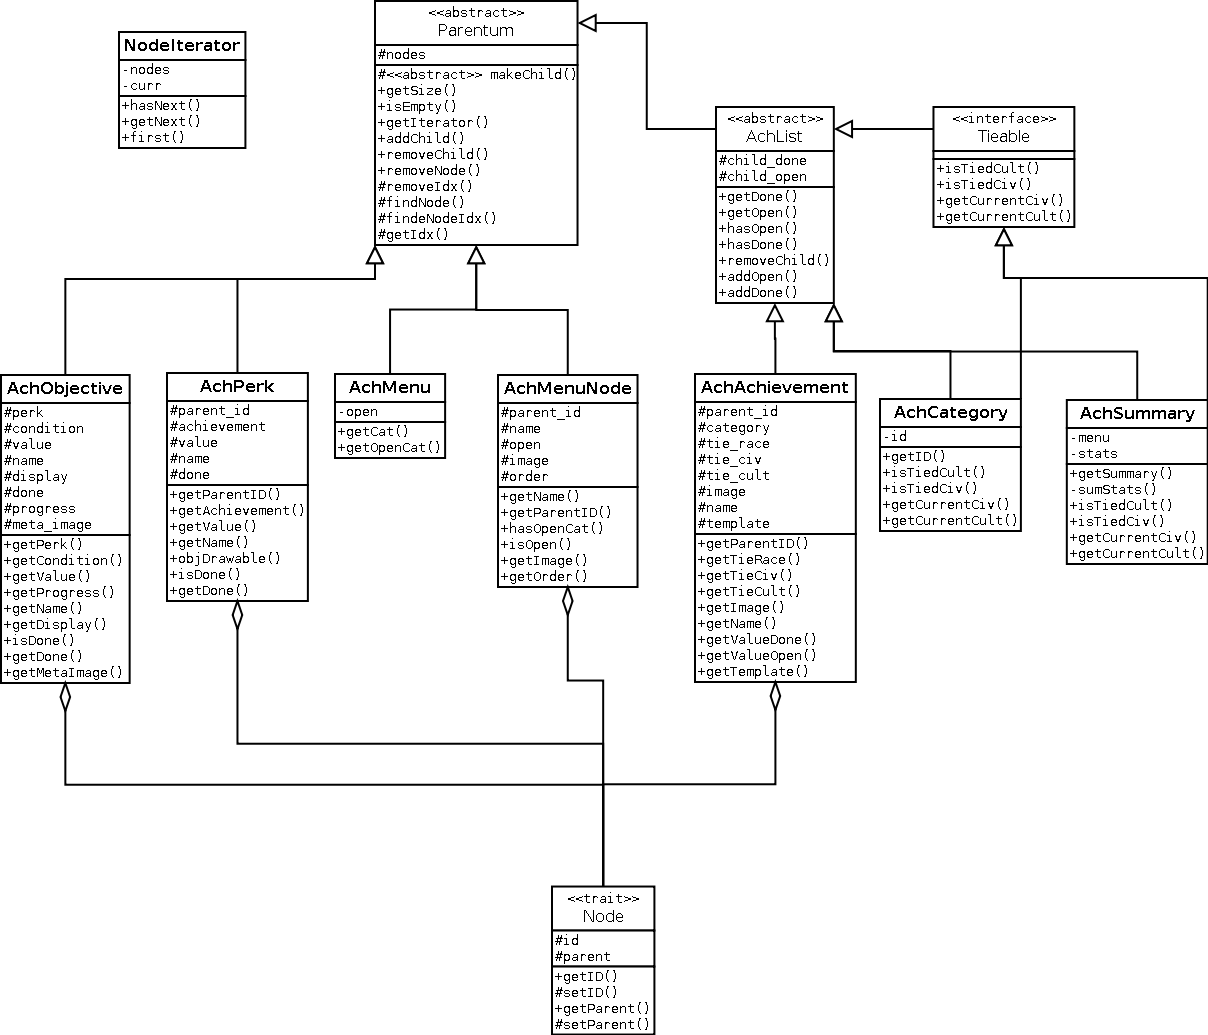 NodeIterator
-nodes
-curr
+hasNext()
+getNext()
+first()
<<abstract>>
Parentum
#nodes
#<<abstract>> makeChild()
+getSize()
+isEmpty()
+getIterator()
+addChild()
+removeChild()
+removeNode()
#removeIdx()
#findNode()
#findeNodeIdx()
#getIdx()
<<abstract>>
AchList
#child_done
#child_open
+getDone()
+getOpen()
+hasOpen()
+hasDone()
+removeChild()
+addOpen()
+addDone()
<<interface>>
Tieable
+isTiedCult()
+isTiedCiv()
+getCurrentCiv()
+getCurrentCult()
AchObjective
#perk
#condition
#value
#name
#display
#done
#progress
#meta_image
+getPerk()
+getCondition()
+getValue()
+getProgress()
+getName()
+getDisplay()
+isDone()
+getDone()
+getMetaImage()
AchPerk
#parent_id
#achievement
#value
#name
#done
+getParentID()
+getAchievement()
+getValue()
+getName()
+objDrawable()
+isDone()
+getDone()
AchMenu
-open
+getCat()
+getOpenCat()
AchMenuNode
#parent_id
#name
#open
#image
#order
+getName()
+getParentID()
+hasOpenCat()
+isOpen()
+getImage()
+getOrder()
AchAchievement
#parent_id
#category
#tie_race
#tie_civ
#tie_cult
#image
#name
#template
+getParentID()
+getTieRace()
+getTieCiv()
+getTieCult()
+getImage()
+getName()
+getValueDone()
+getValueOpen()
+getTemplate()
AchCategory
-id
+getID()
+isTiedCult()
+isTiedCiv()
+getCurrentCiv()
+getCurrentCult()
AchSummary
-menu
-stats
+getSummary()
-sumStats()
+isTiedCult()
+isTiedCiv()
+getCurrentCiv()
+getCurrentCult()
<<trait>>
Node
#id
#parent
+getID()
#setID()
+getParent()
#setParent()